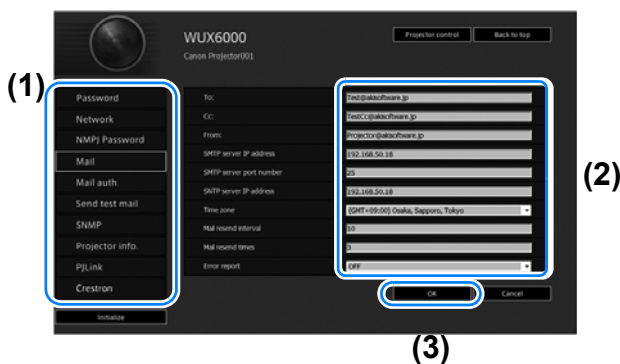 WUX6000
Canon Projector001
Projector control
Back to top
(1)
Password
Network
NMPJ Password
Mail
Mail auth
Send test mail
SNMP
Projector info.
PJLink
Crestron
Initialize
To: Test@akisoftware.jp
Cc: TestCc@akisoftware.jp
From: Projector@akisoftware.jp
SMTP server IP address 192.168.50.18
SMTP server port number 25
SNTP server IP address 192.168.50.18
Time zone (GMT+09:00) Osaka, Sapporo, Tokyo
Mail resend interval 10
Mail resend times 3
Error report OFF
(2)
OK
Cancel
(3)